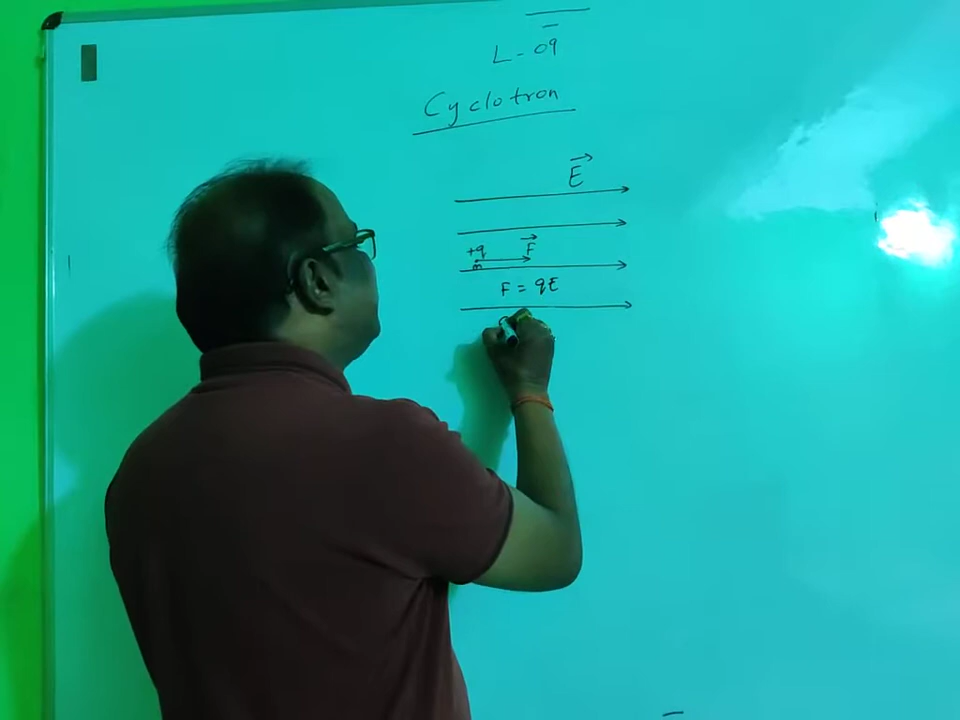 L - 09
Cyclotron
E
+q F
m
F = qE